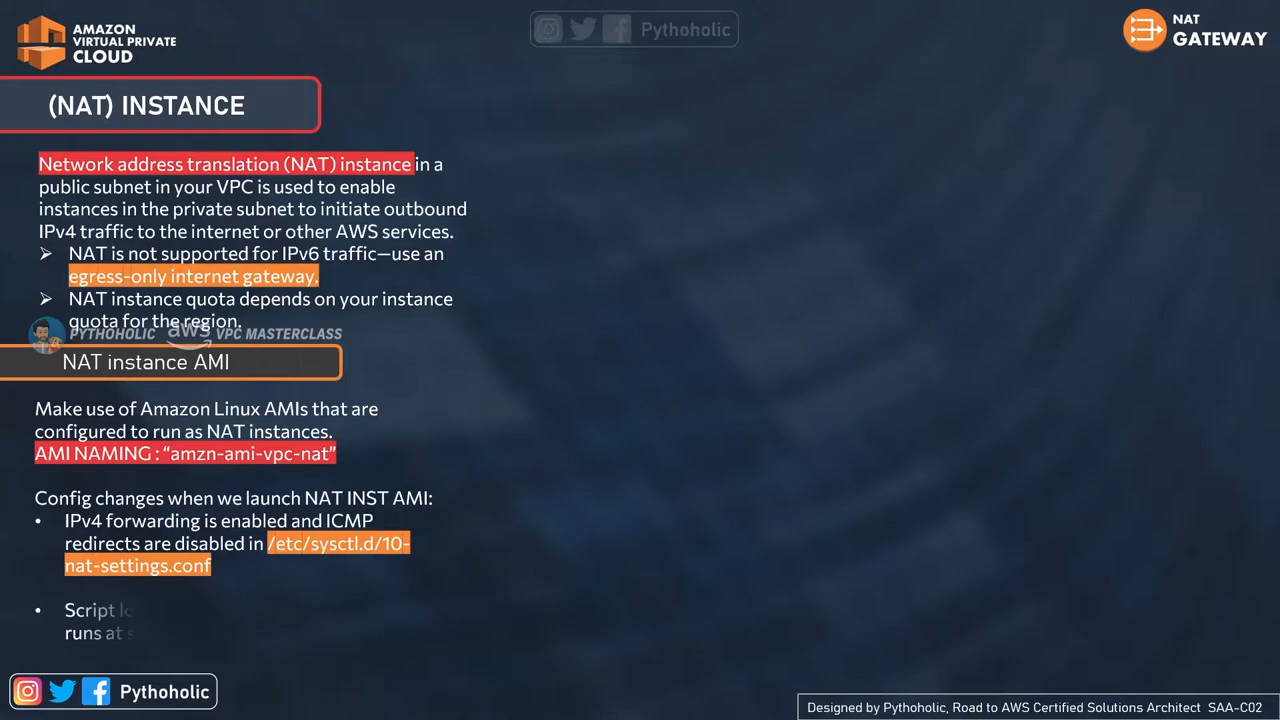 AMAZON
VIRTUAL PRIVATE
CLOUD
Pythoholic
NAT
GATEWAY
(NAT) INSTANCE
Network address translation (NAT) instance in a
public subnet in your VPC is used to enable
instances in the private subnet to initiate outbound
IPv4 traffic to the internet or other AWS services.
➢ NAT is not supported for IPv6 traffic—use an
egress-only internet gateway.
➢ NAT instance quota depends on your instance
quota for the region.
PYTHOHOLIC aws VPC MASTERCLASS
NAT instance AMI
Make use of Amazon Linux AMIs that are
configured to run as NAT instances.
AMI NAMING : “amzn-ami-vpc-nat”
Config changes when we launch NAT INST AMI:
• IPv4 forwarding is enabled and ICMP
redirects are disabled in /etc/sysctl.d/10-
nat-settings.conf
• Script
runs at
Pythoholic
Designed by Pythoholic, Road to AWS Certified Solutions Architect SAA-C02